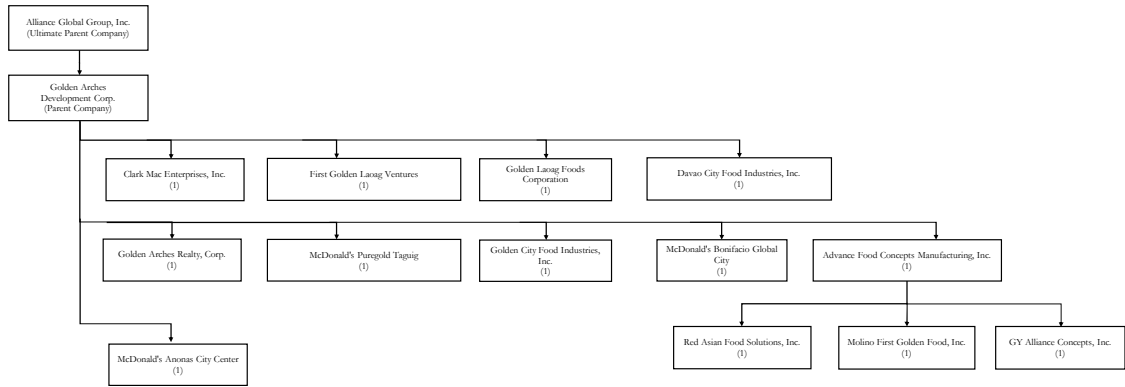 Alliance Global Group, Inc.
(Ultimate Parent Company)
Golden Arches
Development Corp.
(Parent Company)
Clark Mac Enterprises, Inc.
(1)
First Golden Laoag Ventures
(1)
Golden Laoag Foods
Corporation
(1)
Davao City Food Industries, Inc.
(1)
Golden Arches Realty, Corp.
(1)
McDonald's Puregold Taguig
(1)
Golden City Food Industries,
Inc.
(1)
McDonald's Bonifacio Global
City
(1)
Advance Food Concepts Manufacturing, Inc.
(1)
Red Asian Food Solutions, Inc.
(1)
Molino First Golden Food, Inc.
(1)
GY Alliance Concepts, Inc.
(1)
McDonald's Anonas City Center
(1)